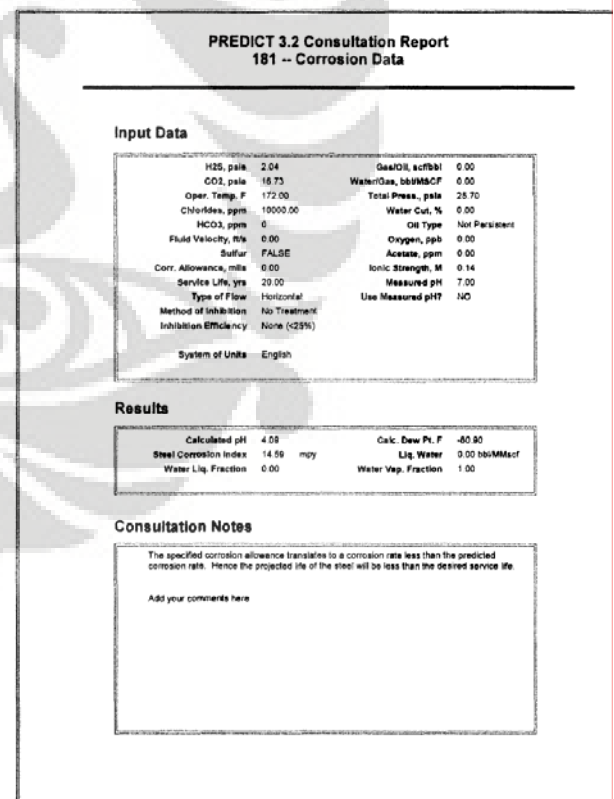 PREDICT 3.2 Consultation Report
181 -- Corrosion Data
Input Data
H2S, psia 2.04 Gas/Oil, scf/bbl 0.00
CO2, psia 16.73 Water/Gas, bbl/MSCF 0.00
Oper. Temp. F 172.00 Total Press., psia 25.70
Chlorides, ppm 10000.00 Water Cut, % 0.00
HCO3, ppm 0 Oil Type Not Persistent
Fluid Velocity, ft/s 0.00 Oxygen, ppb 0.00
Sulfur FALSE Acetate, ppm 0.00
Corr. Allowance, mils 0.00 Ionic Strength, M 0.14
Service Life, yrs 20.00 Measured pH 7.00
Type of Flow Horizontal Use Measured pH? NO
Method of Inhibition No Treatment
Inhibition Efficiency None (<25%)
System of Units English
Results
Calculated pH 4.09 Calc. Dew Pt. F -60.90
Steel Corrosion Index 14.59 mpy Liq. Water 0.00 bbl/MMscf
Water Liq. Fraction 0.00 Water Vap. Fraction 1.00
Consultation Notes
The specified corrosion allowance translates to a corrosion rate less than the predicted
corrosion rate. Hence the projected life of the steel will be less than the desired service life.
Add your comments here